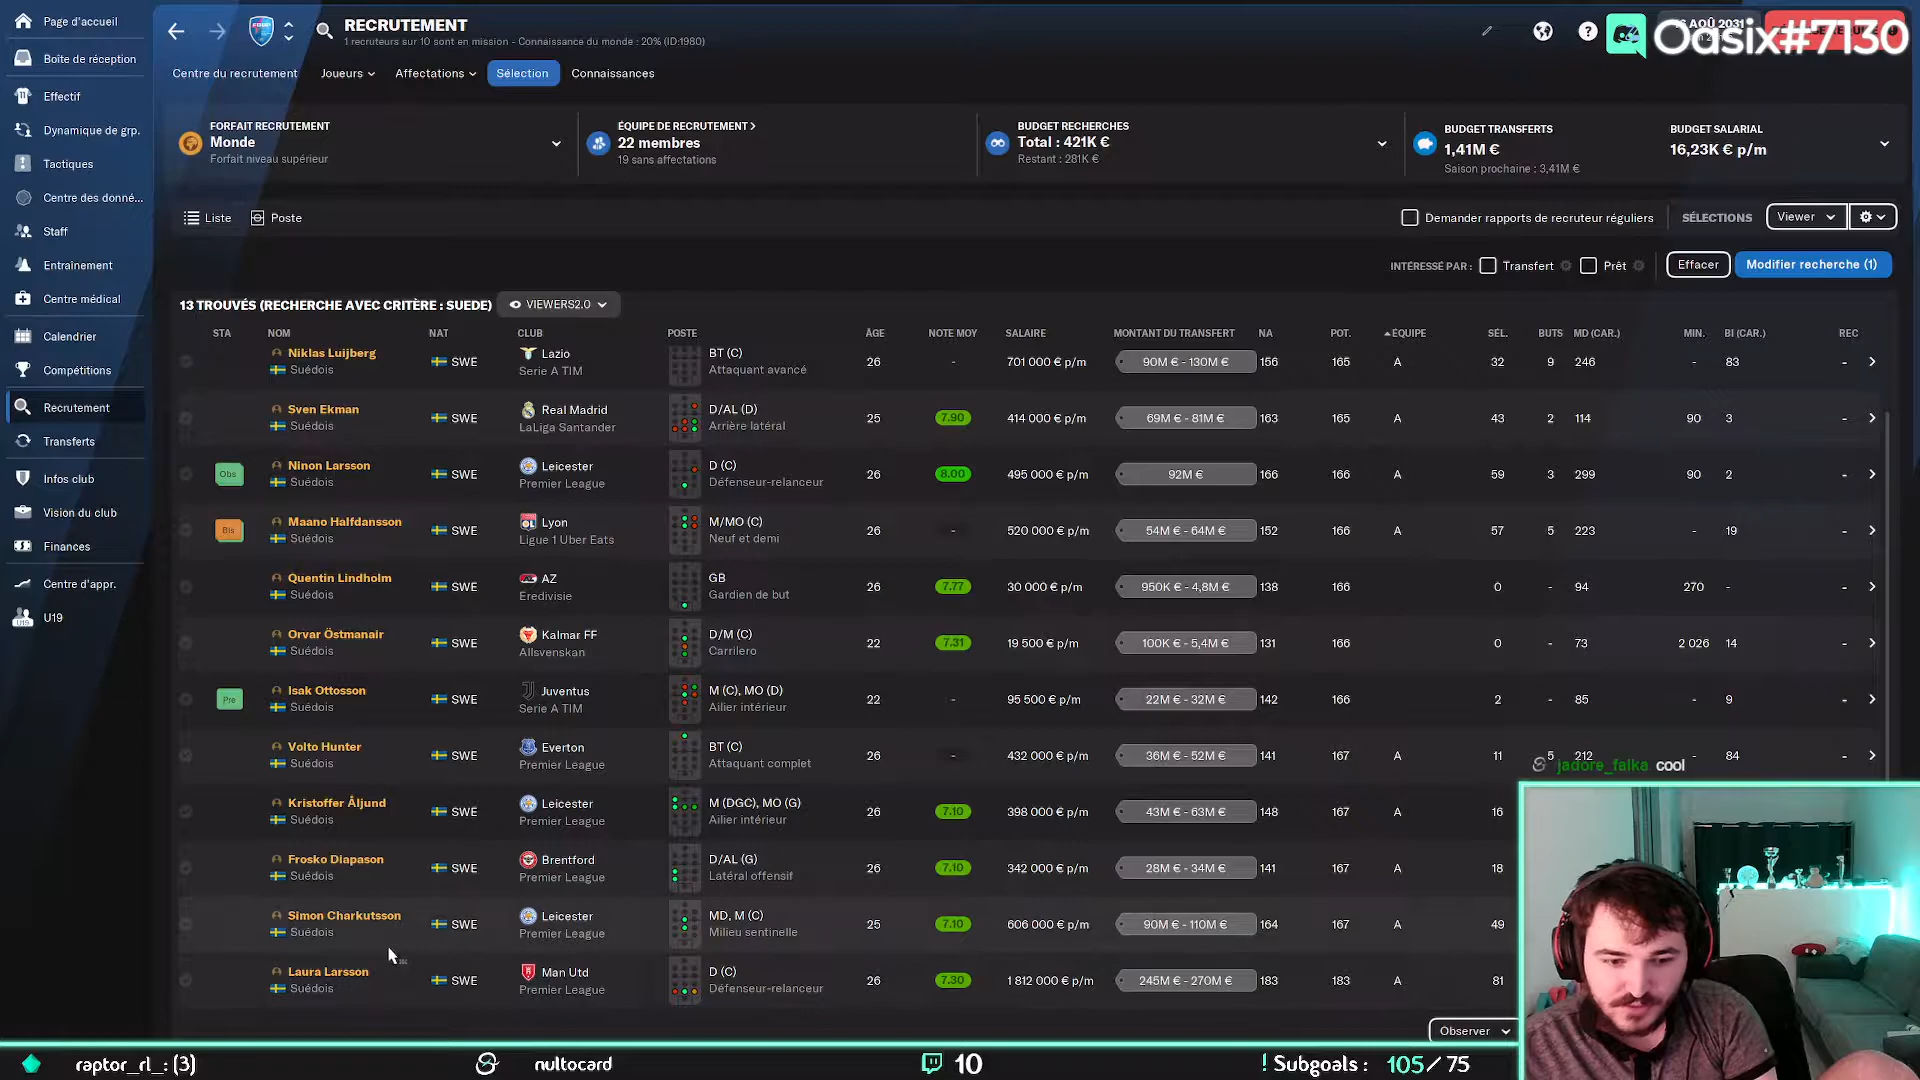 Page d'accueil
Boîte de réception
Effectif
Dynamique de grp.
Tactiques
Centre des donné...
Staff
Entraînement
Centre médical
Calendrier
Compétitions
Recrutement
Transferts
Infos club
Vision du club
Finances
Centre d'appr.
U19
RECRUTEMENT
1 recruteurs sur 10 sont en mission - Connaissance du monde : 20% (ID:1980)
Oasix#7130
Centre du recrutement Joueurs Affectations Sélection Connaissances
FORFAIT RECRUTEMENT
Monde
Forfait niveau supérieur
ÉQUIPE DE RECRUTEMENT >
22 membres
19 sans affectations
BUDGET RECHERCHES
Total : 421K €
Restant : 281K €
BUDGET TRANSFERTS
1,41M €
Saison prochaine : 3,41M €
BUDGET SALARIAL
16,23K € p/m
Liste Poste
Demander rapports de recruteur réguliers SÉLECTIONS Viewer
INTÉRESSÉ PAR : Transfert Prêt Effacer Modifier recherche (1)
13 TROUVÉS (RECHERCHE AVEC CRITÈRE : SUEDE) VIEWERS2.0
STA NOM NAT CLUB POSTE ÂGE NOTE MOY SALAIRE MONTANT DU TRANSFERT NA POT. ÉQUIPE SÉL. BUTS MD (CAR.) MIN. BI (CAR.) REC
Niklas Luijberg Lazio BT (C)
SWE 26 - 701 000 € p/m 90M € - 130M € 156 165 A 32 9 246 - 83 -
Suédois Serie A TIM Attaquant avancé
Sven Ekman Real Madrid D/AL (D)
SWE 25 7.90 414 000 € p/m 69M € - 81M € 163 165 A 43 2 114 90 3 -
Suédois LaLiga Santander Arrière latéral
Ninon Larsson Leicester D (C)
Obs SWE 26 8.00 495 000 € p/m 92M € 166 166 A 59 3 299 90 2 -
Suédois Premier League Défenseur-relanceur
Maano Halfdansson Lyon M/MO (C)
Bls SWE 26 - 520 000 € p/m 54M € - 64M € 152 166 A 57 5 223 - 19 -
Suédois Ligue 1 Uber Eats Neuf et demi
Quentin Lindholm AZ GB
SWE 26 7.77 30 000 € p/m 950K € - 4,8M € 138 166 0 - 94 270 - -
Suédois Eredivisie Gardien de but
Orvar Östmanair Kalmar FF D/M (C)
SWE 22 7.31 19 500 € p/m 100K € - 5,4M € 131 166 0 - 73 2 026 14 -
Suédois Allsvenskan Carrilero
Isak Ottosson Juventus M (C), MO (D)
Pre SWE 22 - 95 500 € p/m 22M € - 32M € 142 166 2 - 85 - 9 -
Suédois Serie A TIM Ailier intérieur
Volto Hunter Everton BT (C)
SWE 26 - 432 000 € p/m 36M € - 52M € 141 167 A 11 5 212 - 84 -
Suédois Premier League Attaquant complet
jadore_falka cool
Kristoffer Åljund Leicester M (DGC), MO (G)
SWE 26 7.10 398 000 € p/m 43M € - 63M € 148 167 A 16
Suédois Premier League Ailier intérieur
Frosko Diapason Brentford D/AL (G)
SWE 26 7.10 342 000 € p/m 28M € - 34M € 141 167 A 18
Suédois Premier League Latéral offensif
Simon Charkutsson Leicester MD, M (C)
SWE 25 7.10 606 000 € p/m 90M € - 110M € 164 167 A 49
Suédois Premier League Milieu sentinelle
Laura Larsson Man Utd D (C)
SWE 26 7.30 1 812 000 € p/m 245M € - 270M € 183 183 A 81
Suédois Premier League Défenseur-relanceur
Observer
raptor_rl_: (3) nultocard 10 ! Subgoals : 105/75